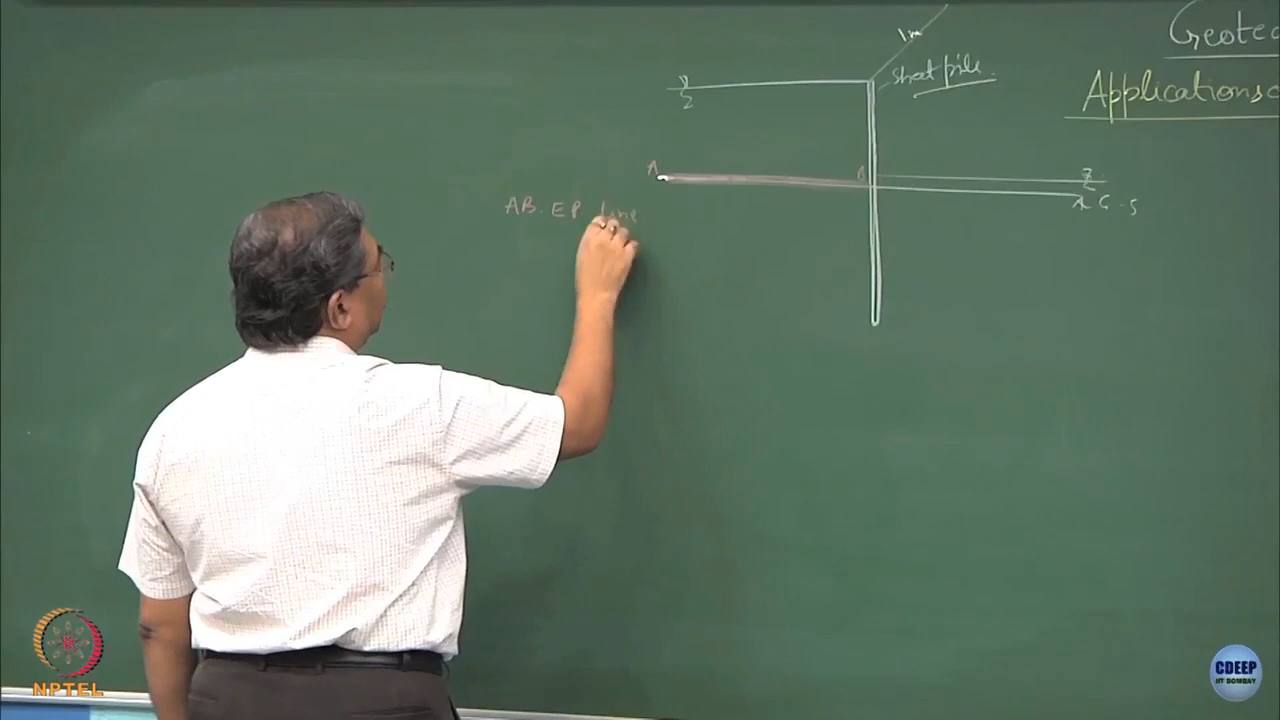 Geotec
Applications
1m
sheet pile.
A
AB. EP line
G.S
NPTEL
CDEEP
IIT BOMBAY